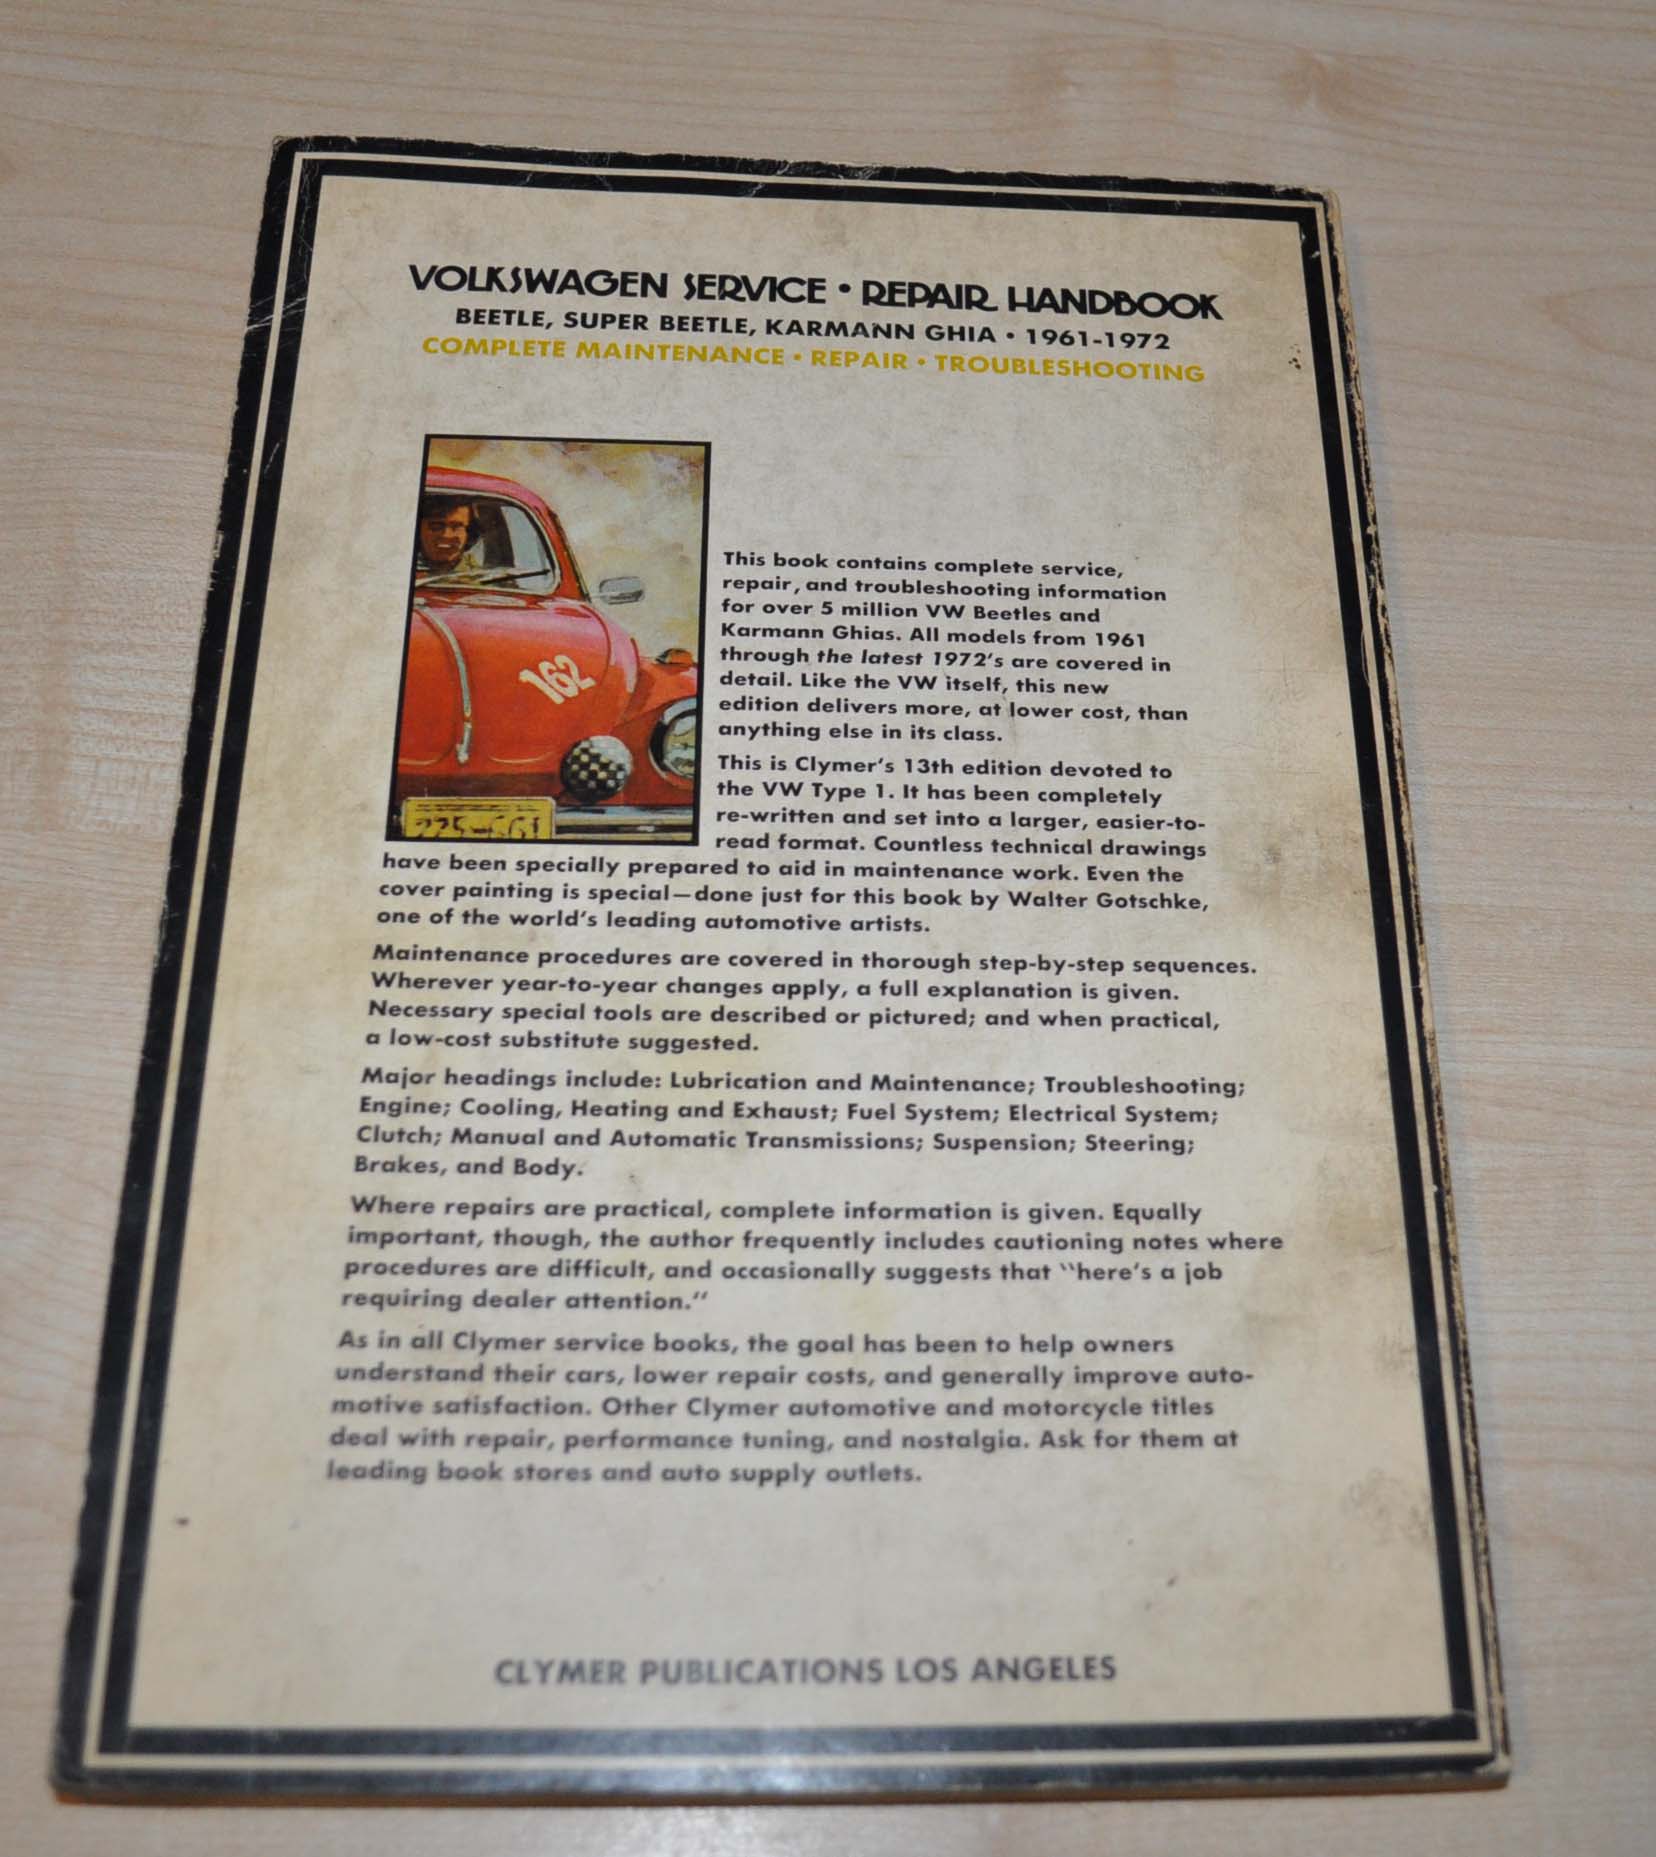 VOLKSWAGEN SERVICE • REPAIR HANDBOOK
BEETLE, SUPER BEETLE, KARMANN GHIA • 1961-1972
COMPLETE MAINTENANCE • REPAIR • TROUBLESHOOTING
162
This book contains complete service,
repair, and troubleshooting information
for over 5 million VW Beetles and
Karmann Ghias. All models from 1961
through the latest 1972's are covered in
detail. Like the VW itself, this new
edition delivers more, at lower cost, than
anything else in its class.
This is Clymer's 13th edition devoted to
the VW Type 1. It has been completely
re-written and set into a larger, easier-to-
read format. Countless technical drawings
have been specially prepared to aid in maintenance work. Even the
cover painting is special—done just for this book by Walter Gotschke,
one of the world's leading automotive artists.
Maintenance procedures are covered in thorough step-by-step sequences.
Wherever year-to-year changes apply, a full explanation is given.
Necessary special tools are described or pictured; and when practical,
a low-cost substitute suggested.
Major headings include: Lubrication and Maintenance; Troubleshooting;
Engine; Cooling, Heating and Exhaust; Fuel System; Electrical System;
Clutch; Manual and Automatic Transmissions; Suspension; Steering;
Brakes, and Body.
Where repairs are practical, complete information is given. Equally
important, though, the author frequently includes cautioning notes where
procedures are difficult, and occasionally suggests that "here's a job
requiring dealer attention."
As in all Clymer service books, the goal has been to help owners
understand their cars, lower repair costs, and generally improve auto-
motive satisfaction. Other Clymer automotive and motorcycle titles
deal with repair, performance tuning, and nostalgia. Ask for them at
leading book stores and auto supply outlets.
CLYMER PUBLICATIONS LOS ANGELES